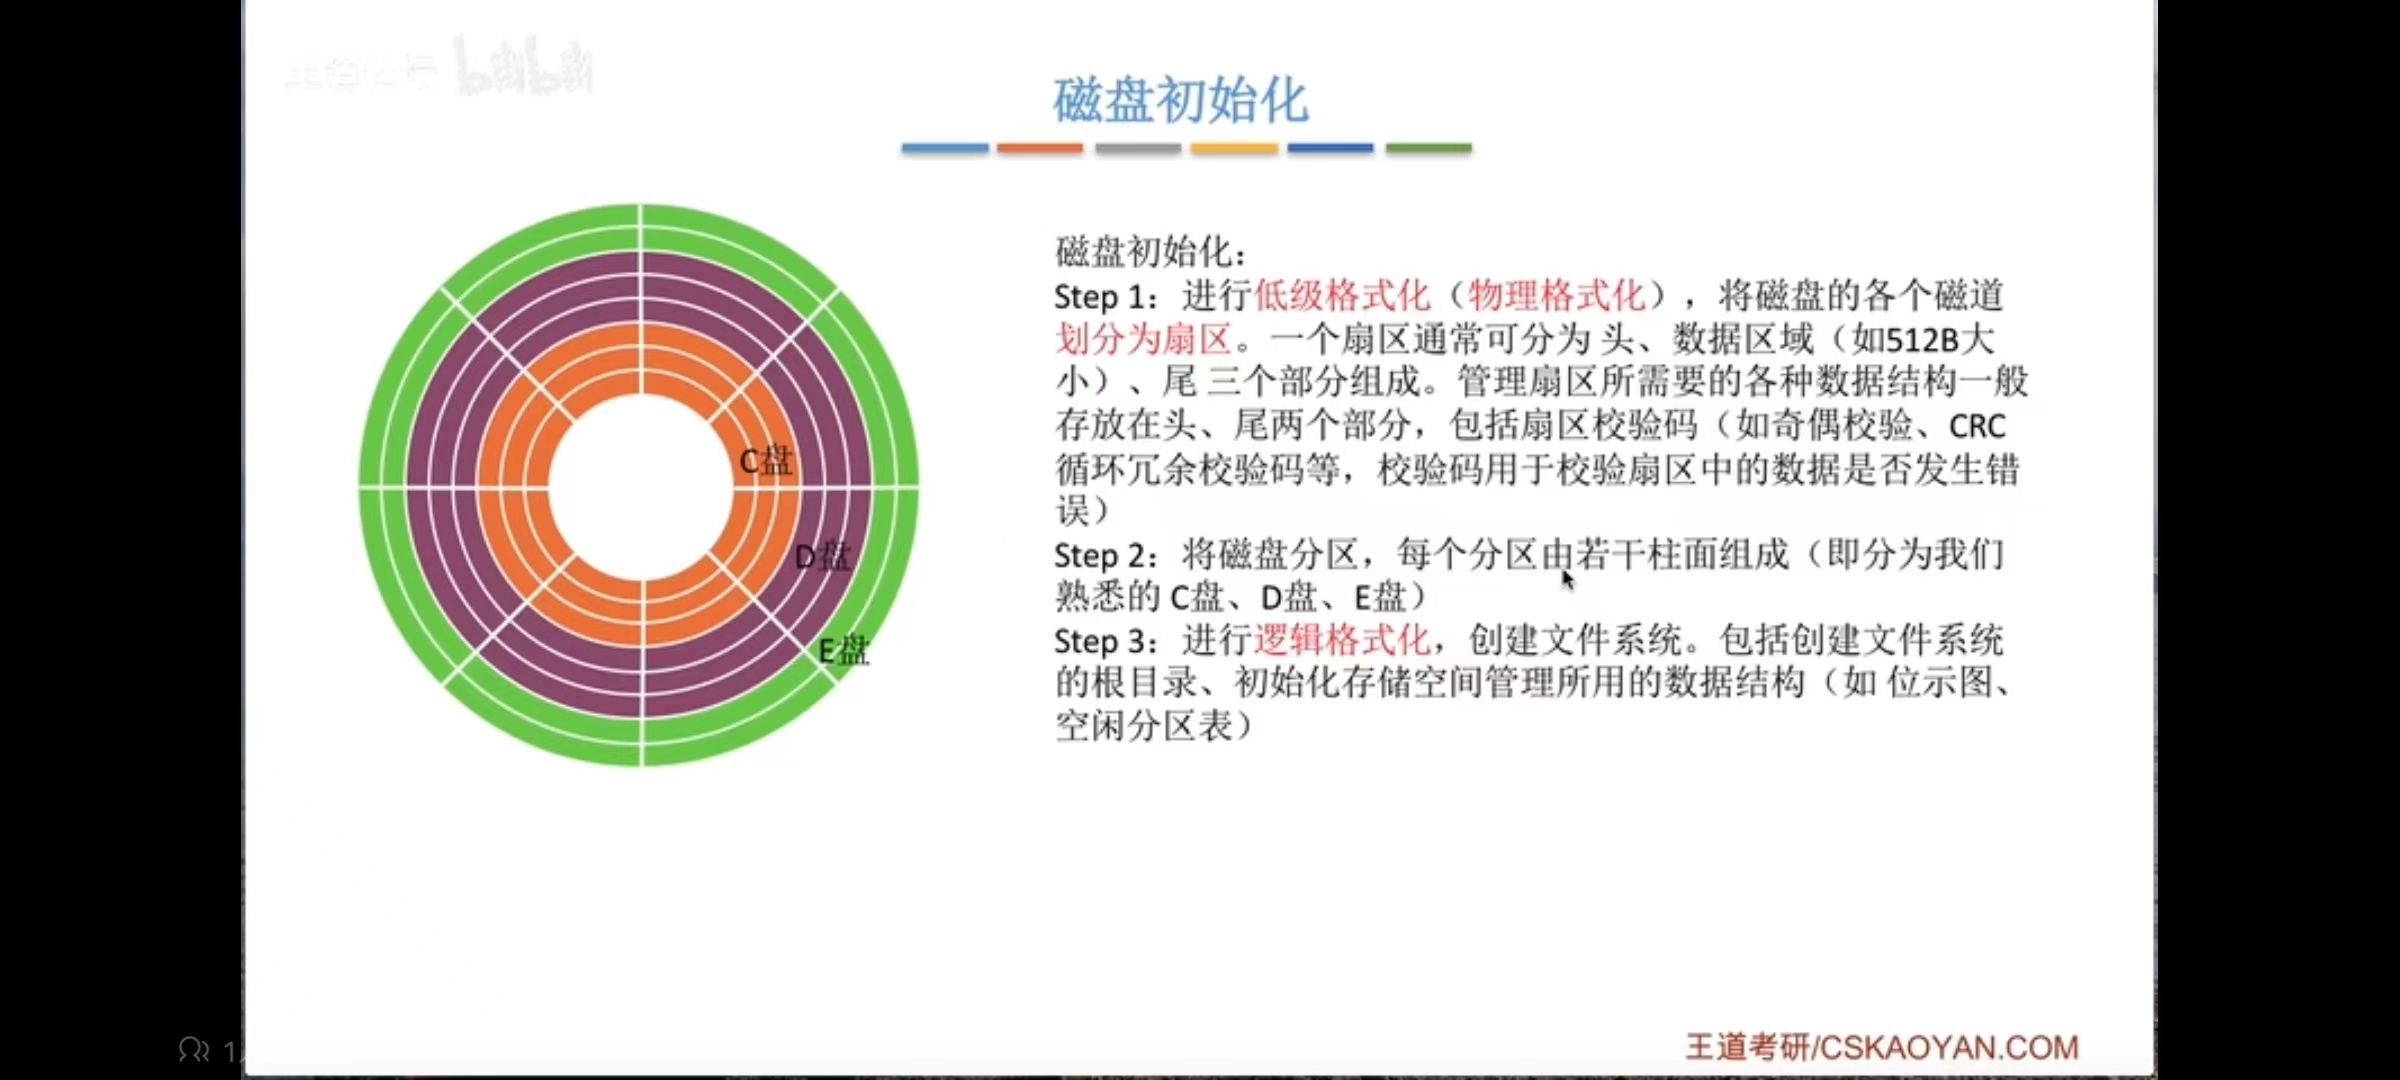 bilibili
磁盘初始化
磁盘初始化：
Step 1：进行低级格式化（物理格式化），将磁盘的各个磁道
划分为扇区。一个扇区通常可分为 头、数据区域（如512B大
小）、尾 三个部分组成。管理扇区所需要的各种数据结构一般
存放在头、尾两个部分，包括扇区校验码（如奇偶校验、CRC
循环冗余校验码等，校验码用于校验扇区中的数据是否发生错
误）
Step 2：将磁盘分区，每个分区由若干柱面组成（即分为我们
熟悉的 C盘、D盘、E盘）
Step 3：进行逻辑格式化，创建文件系统。包括创建文件系统
的根目录、初始化存储空间管理所用的数据结构（如 位示图、
空闲分区表）
C盘
D盘
E盘
王道考研/CSKAOYAN.COM